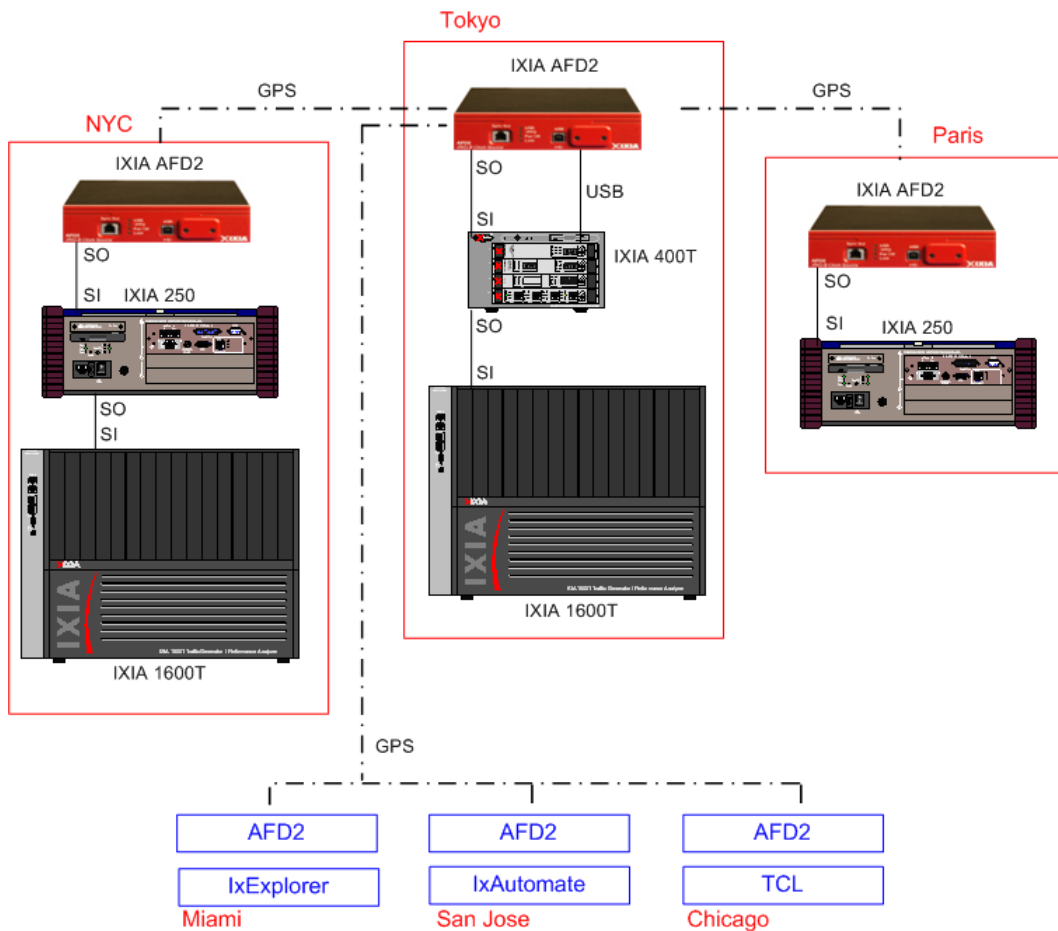 Tokyo
IXIA AFD2
GPS
GPS
NYC
Paris
IXIA AFD2
IXIA AFD2
SO
USB
SI
IXIA 400T
SO
SI
IXIA 250
SO
SI
IXIA 250
SO
SI
SO
SI
IXIA
IXIA
IXIA
IXIA 1600T
IXIA
IXIA 1600T
GPS
AFD2
AFD2
AFD2
IxExplorer
IxAutomate
TCL
Miami
San Jose
Chicago